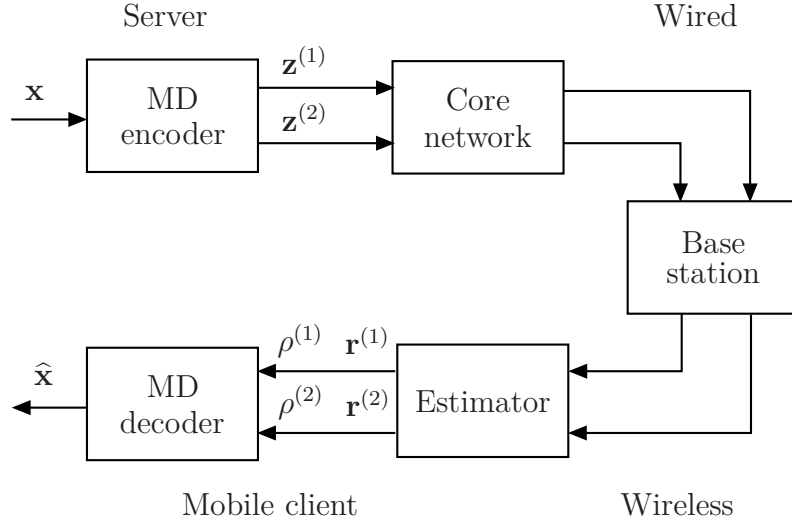 Server
Wired
x
MD
encoder
z⁽¹⁾
z⁽²⁾
Core
network
Base
station
x̂
MD
decoder
ρ⁽¹⁾ r⁽¹⁾
ρ⁽²⁾ r⁽²⁾
Estimator
Mobile client
Wireless